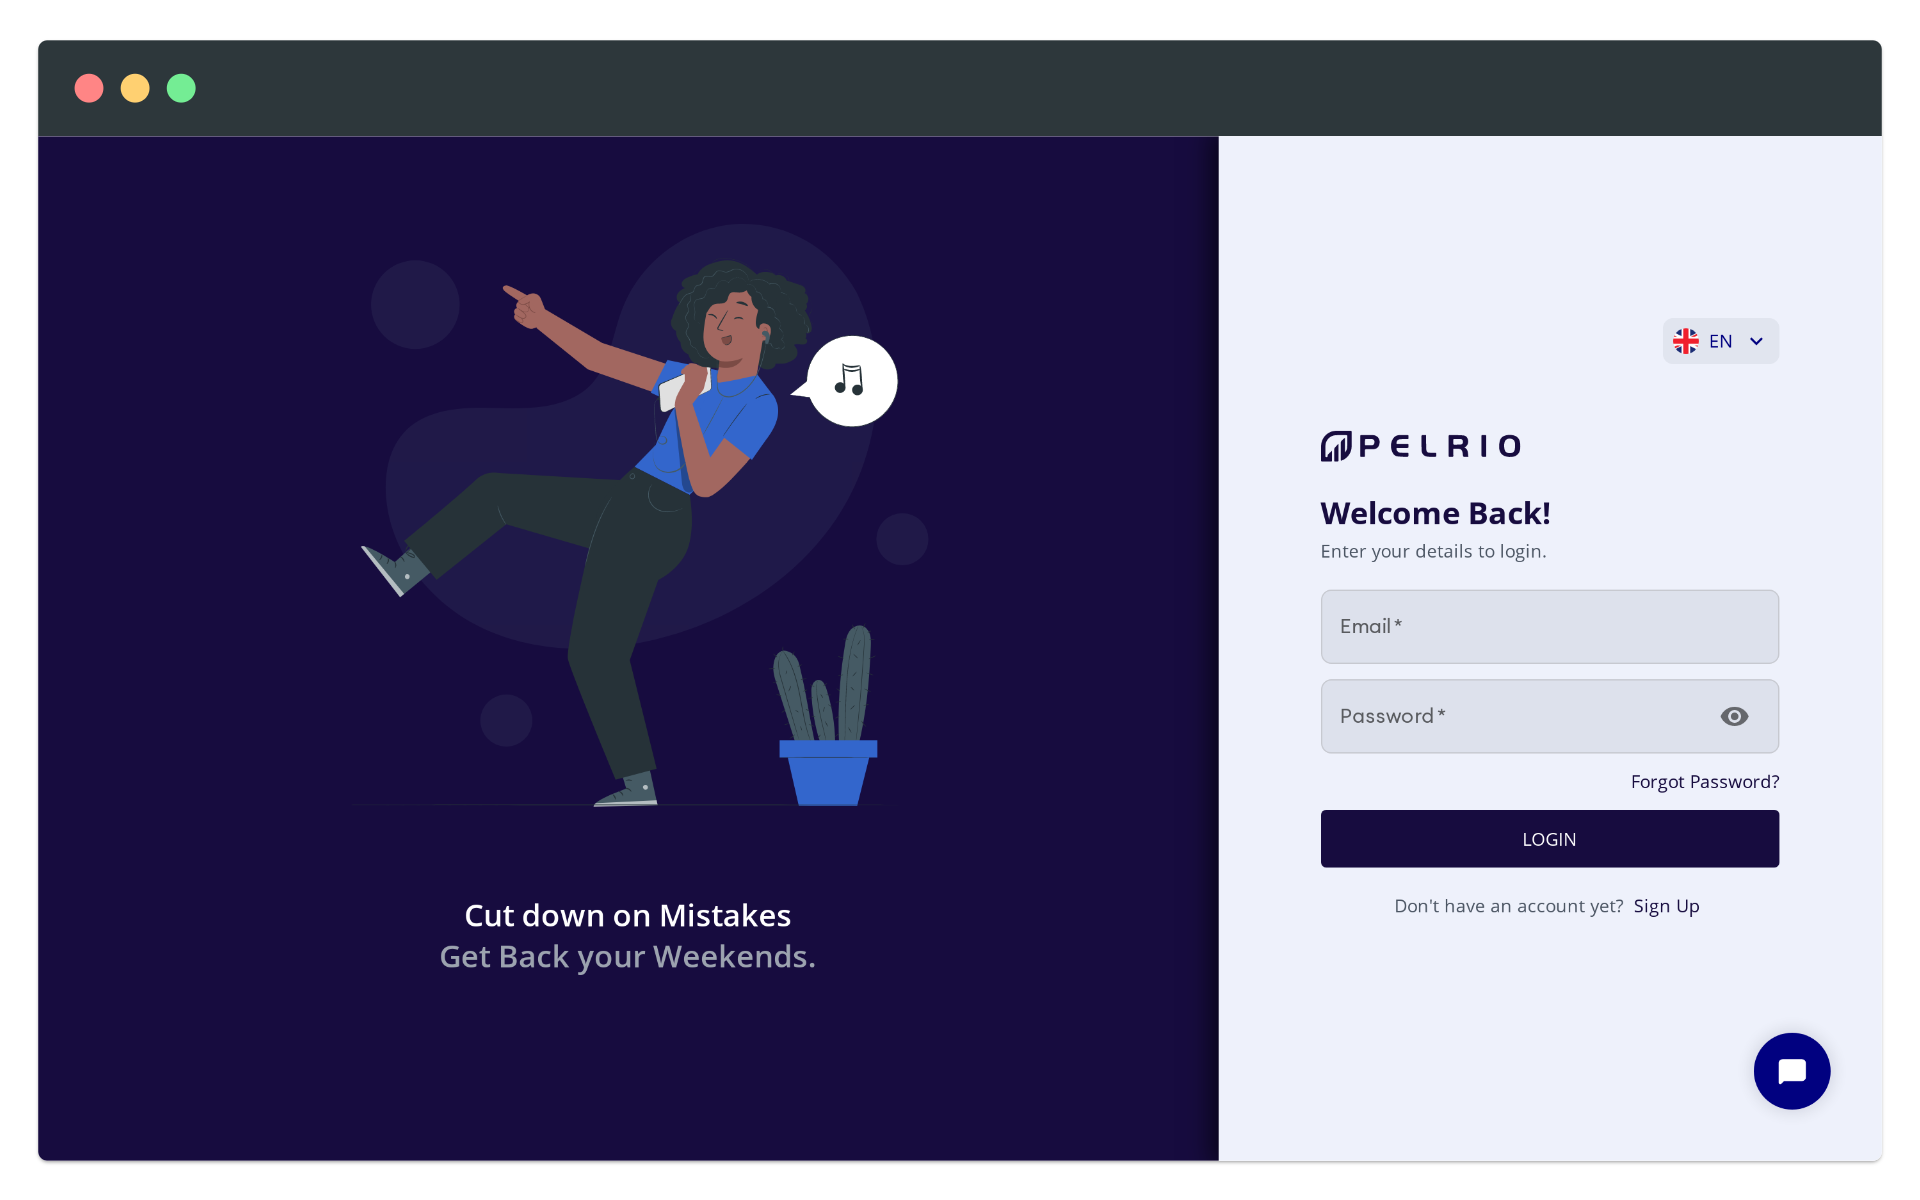 Cut down on Mistakes
Get Back your Weekends.
EN
PELRIO
Welcome Back!
Enter your details to login.
Email*
Password*
Forgot Password?
LOGIN
Don't have an account yet? Sign Up